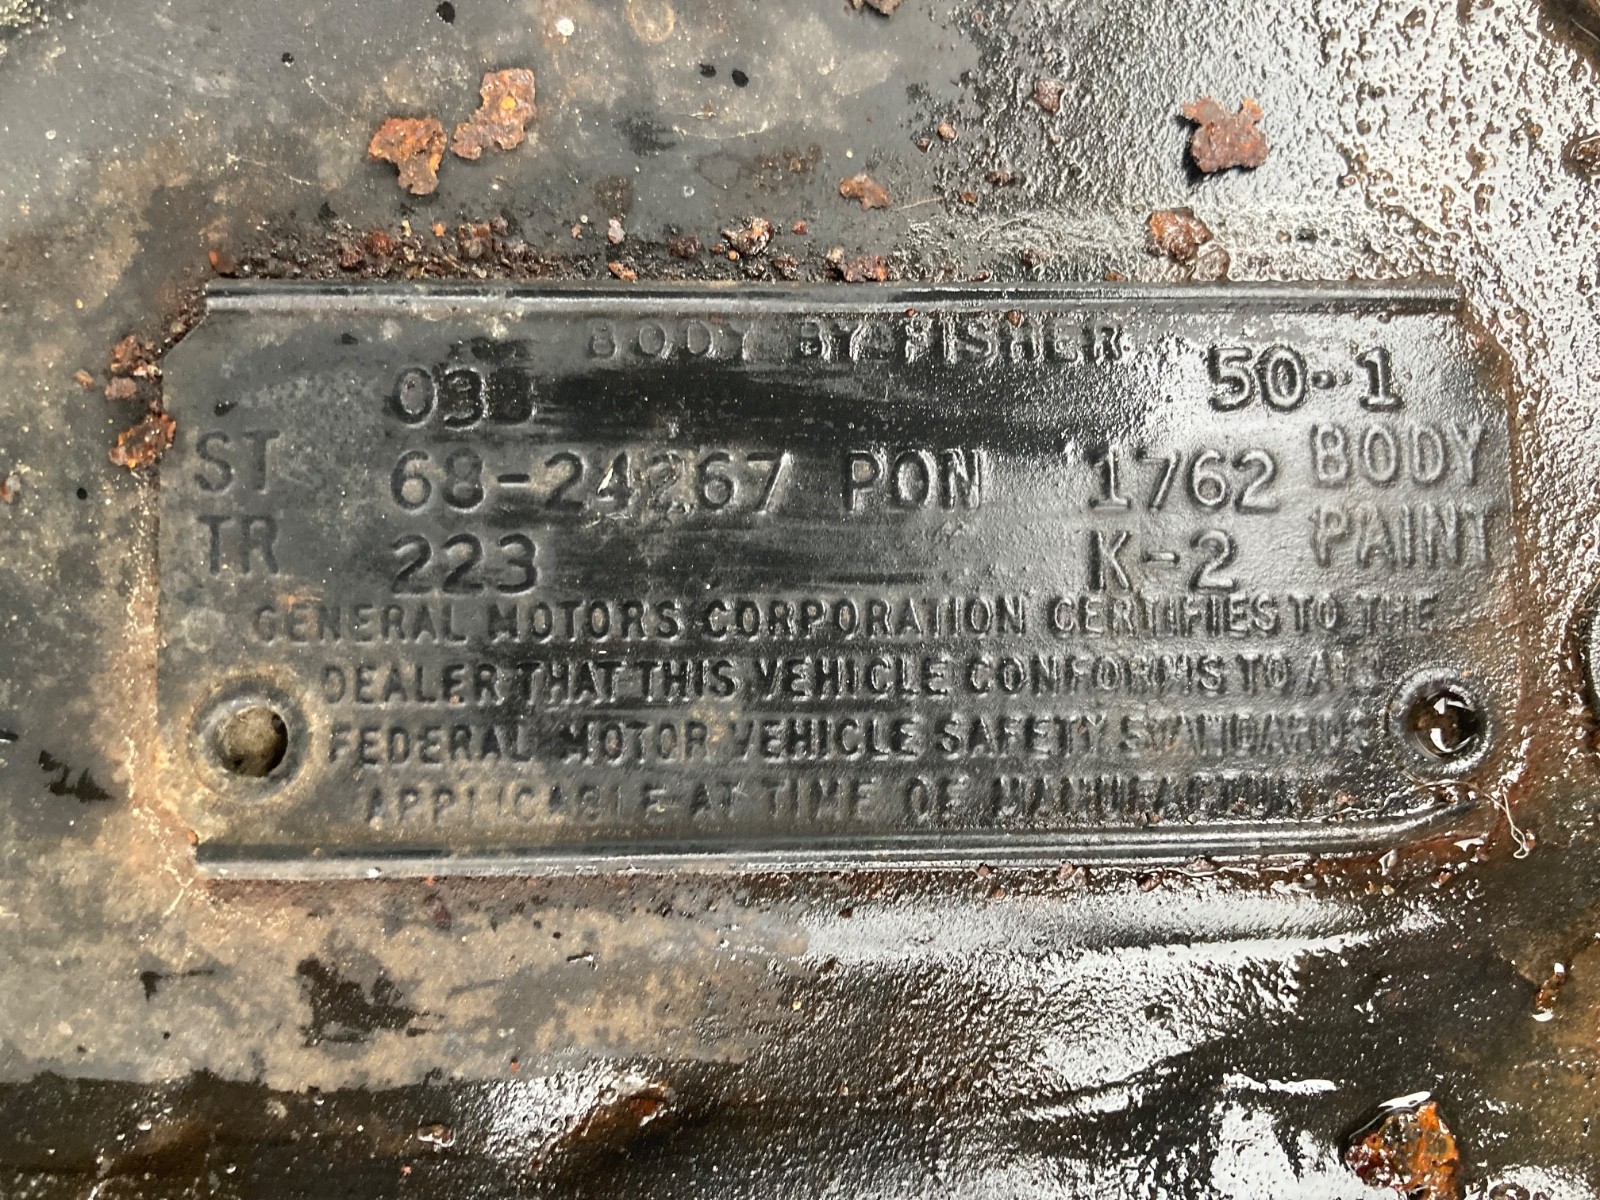 BODY BY FISHER
03B 50-1
ST 68-24267 PON 1762 BODY
TR 223 K-2 PAINT
GENERAL MOTORS CORPORATION CERTIFIES TO THE
DEALER THAT THIS VEHICLE CONFORMS TO ALL
FEDERAL MOTOR VEHICLE SAFETY STANDARDS
APPLICABLE AT TIME OF MANUFACTURE